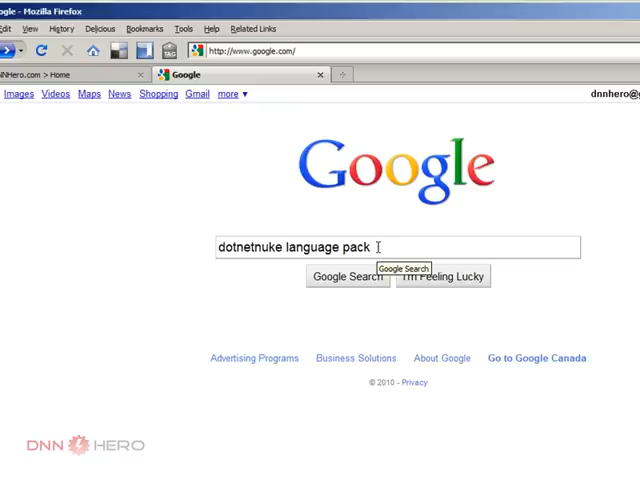 ogle - Mozilla Firefox
Edit View History Delicious Bookmarks Tools Help Related Links
TAG http://www.google.com/
NNHero.com > Home Google
Images Videos Maps News Shopping Gmail more ▼ dnnhero@g
Google
dotnetnuke language pack
Google Search
Google Search I'm Feeling Lucky
Advertising Programs Business Solutions About Google Go to Google Canada
© 2010 - Privacy
DNN HERO